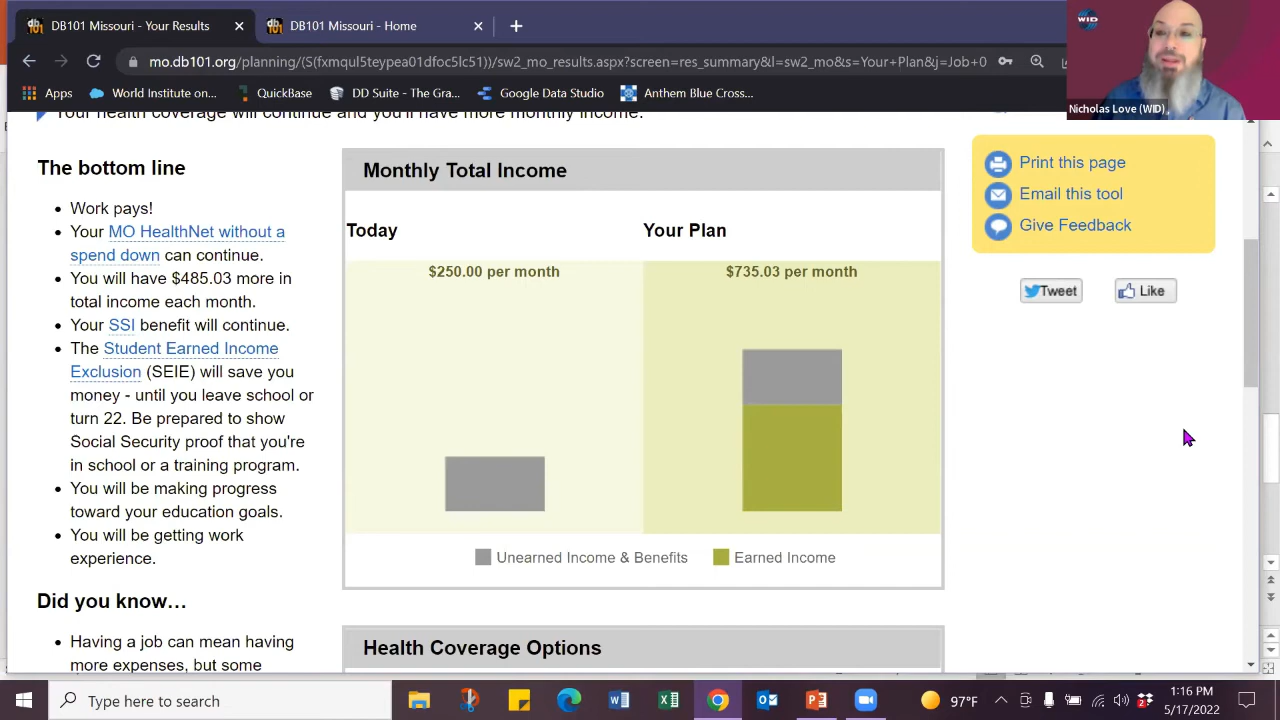 DB101 Missouri - Your Results
DB101 Missouri - Home
WID
mo.db101.org/planning/(S(fxmqul5teypea01dfoc5lc51))/sw2_mo_results.aspx?screen=res_summary&l=sw2_mo&s=Your+Plan&j=Job+0
Apps
World Institute on...
QuickBase
DD Suite - The Gra...
Google Data Studio
Anthem Blue Cross...
Nicholas Love (WID)
Your health coverage will continue and you'll have more monthly income.
The bottom line
Work pays!
Your MO HealthNet without a
spend down can continue.
You will have $485.03 more in
total income each month.
Your SSI benefit will continue.
The Student Earned Income
Exclusion (SEIE) will save you
money - until you leave school or
turn 22. Be prepared to show
Social Security proof that you're
in school or a training program.
You will be making progress
toward your education goals.
You will be getting work
experience.
Did you know…
Having a job can mean having
more expenses, but some
Monthly Total Income
Today
Your Plan
$250.00 per month
$735.03 per month
Unearned Income & Benefits
Earned Income
Health Coverage Options
Print this page
Email this tool
Give Feedback
Tweet
Like
Type here to search
97°F
1:16 PM
5/17/2022